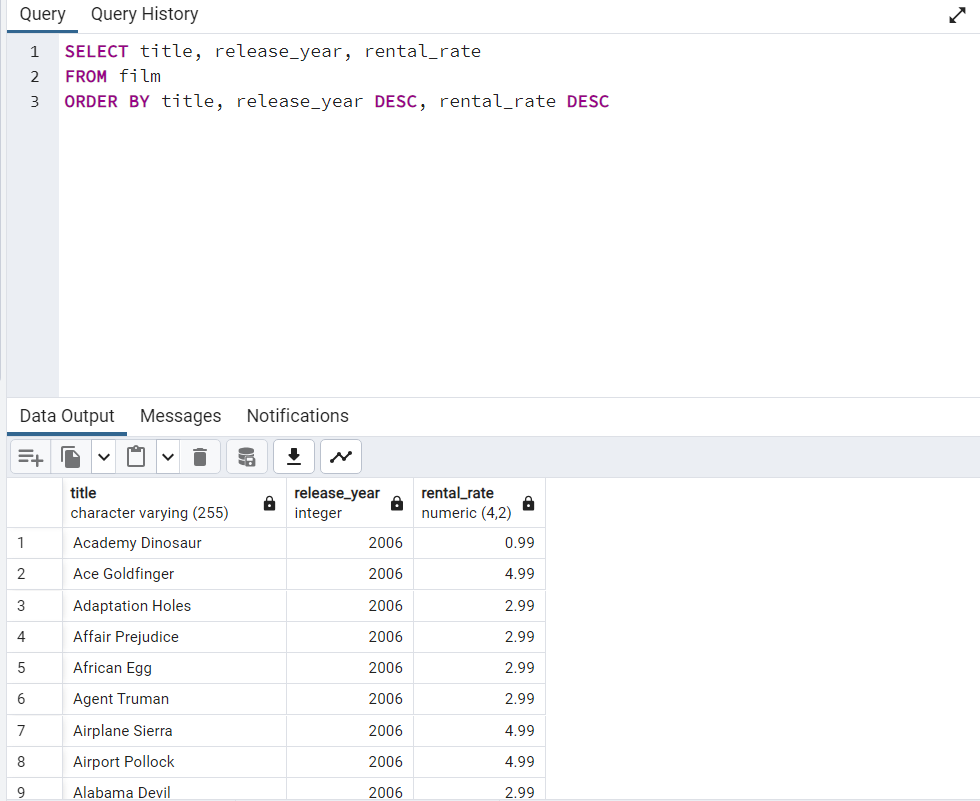 Query Query History
1 SELECT title, release_year, rental_rate
2 FROM film
3 ORDER BY title, release_year DESC, rental_rate DESC
Data Output Messages Notifications
title release_year rental_rate
character varying (255) integer numeric (4,2)
1 Academy Dinosaur 2006 0.99
2 Ace Goldfinger 2006 4.99
3 Adaptation Holes 2006 2.99
4 Affair Prejudice 2006 2.99
5 African Egg 2006 2.99
6 Agent Truman 2006 2.99
7 Airplane Sierra 2006 4.99
8 Airport Pollock 2006 4.99
9 Alabama Devil 2006 2.99